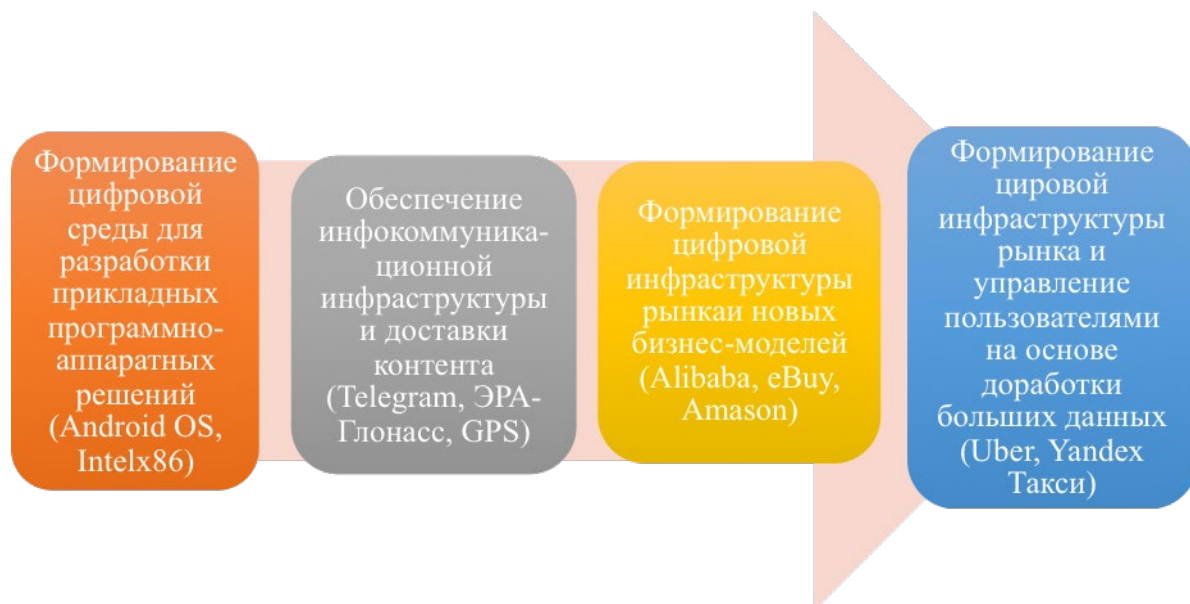 Формирование
цифровой
среды для
разработки
прикладных
программно-
аппаратных
решений
(Android OS,
Intelx86)
Обеспечение
инфокоммуника-
ционной
инфраструктуры
и доставки
контента
(Telegram, ЭРА-
Глонасс, GPS)
Формирование
цифровой
инфраструктуры
рынкаи новых
бизнес-моделей
(Alibaba, eBuy,
Amason)
Формирование
цировой
инфраструктуры
рынка и
управление
пользователями
на основе
доработки
больших данных
(Uber, Yandex
Такси)